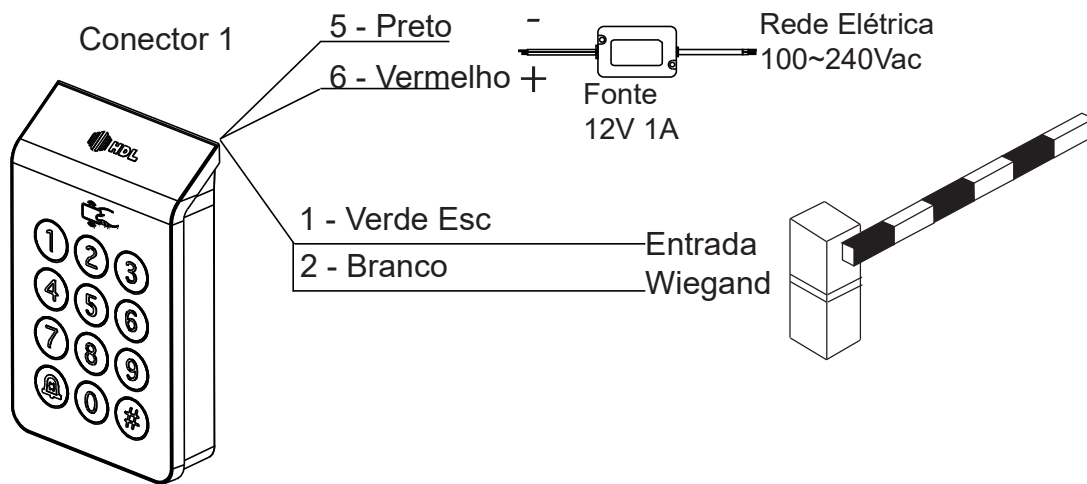 Conector 1
5 - Preto
-
Rede Elétrica
100~240Vac
6 - Vermelho
+
Fonte
12V 1A
HDL
1 - Verde Esc
Entrada
2 - Branco
Wiegand
1 2 3
4 5 6
7 8 9
0 #